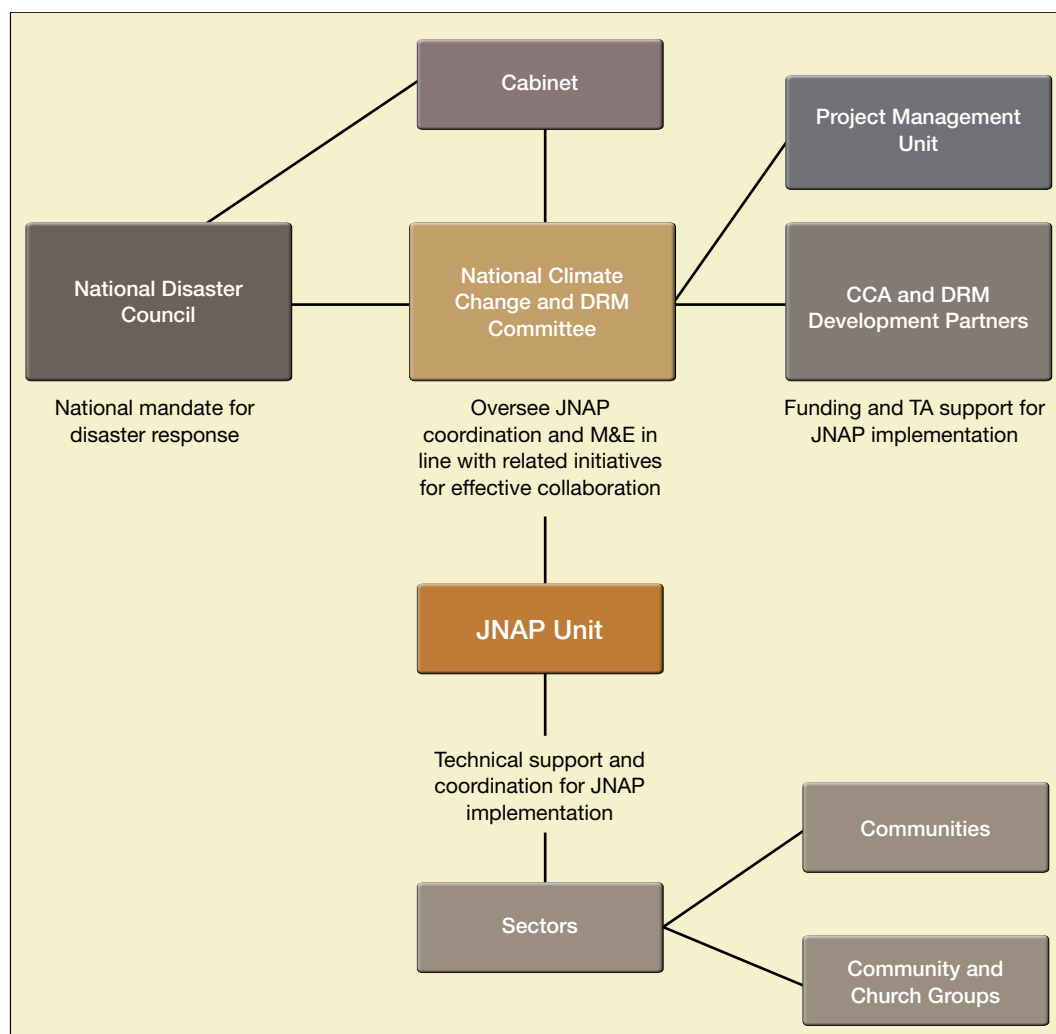 Cabinet
Project Management
Unit
National Disaster
Council
National Climate
Change and DRM
Committee
CCA and DRM
Development Partners
National mandate for
disaster response
Oversee JNAP
coordination and M&E in
line with related initiatives
for effective collaboration
Funding and TA support for
JNAP implementation
JNAP Unit
Technical support and
coordination for JNAP
implementation
Communities
Sectors
Community and
Church Groups